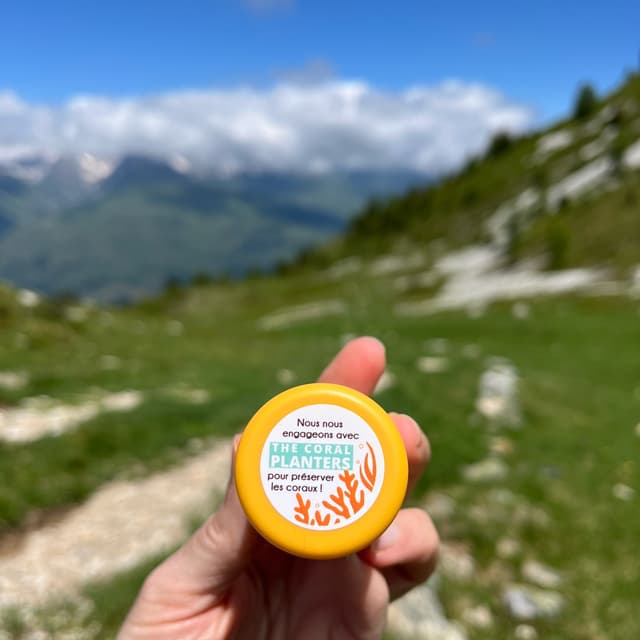 Nous nous
engageons avec
THE CORAL
PLANTERS
pour préserver
les coraux !